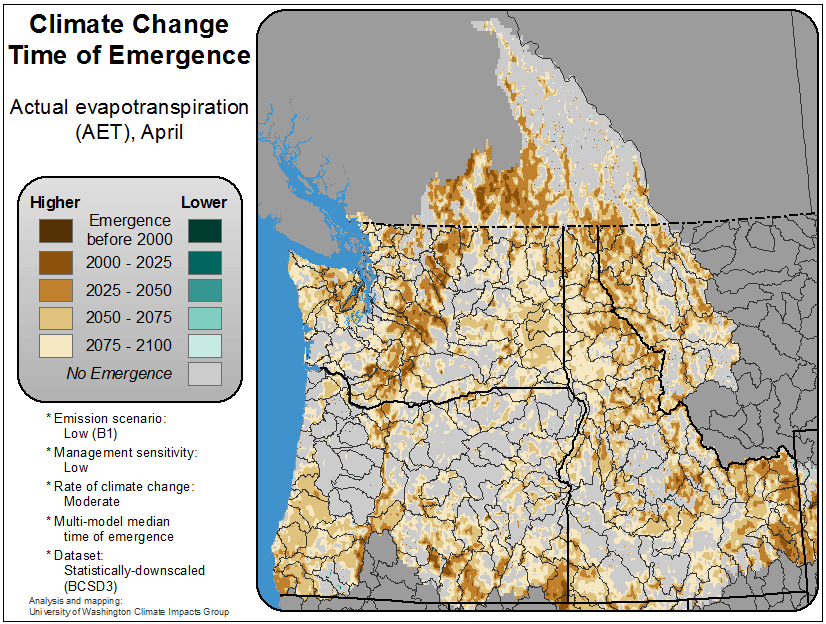 Climate Change
Time of Emergence
Actual evapotranspiration
(AET), April
Higher
Lower
Emergence
before 2000
2000 - 2025
2025 - 2050
2050 - 2075
2075 - 2100
No Emergence
* Emission scenario:
Low (B1)
* Management sensitivity:
Low
* Rate of climate change:
Moderate
* Multi-model median
time of emergence
* Dataset:
Statistically-downscaled
(BCSD3)
Analysis and mapping:
University of Washington Climate Impacts Group